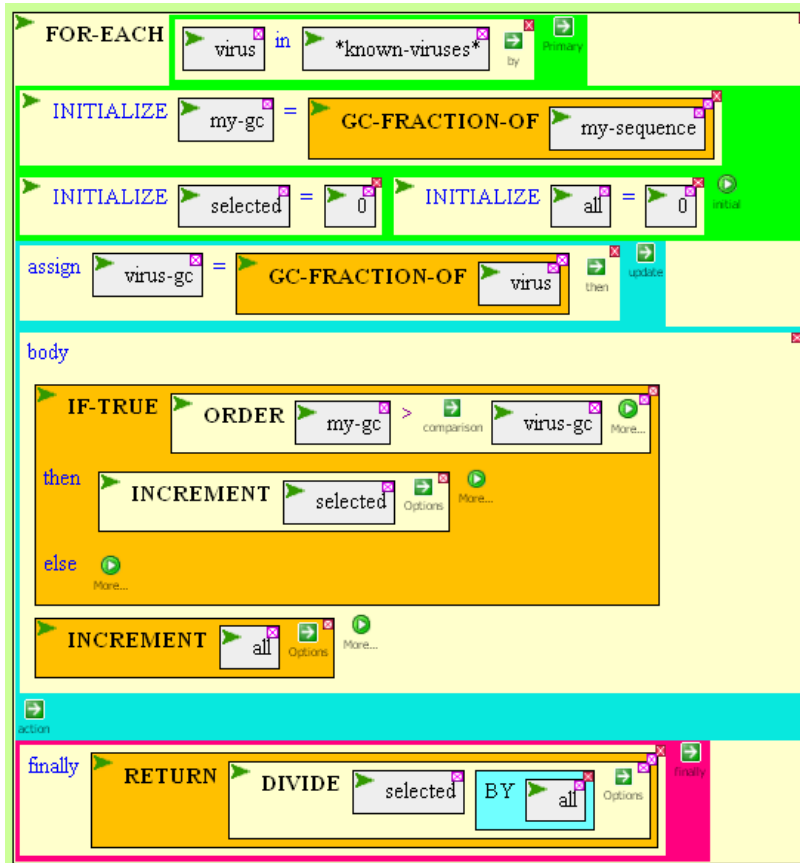 FOR-EACH virus in *known-viruses* by Primary
INITIALIZE my-gc = GC-FRACTION-OF my-sequence
INITIALIZE selected = 0 INITIALIZE all = 0 initial
assign virus-gc = GC-FRACTION-OF virus then update
body
IF-TRUE ORDER my-gc > comparison virus-gc More...
then INCREMENT selected Options More...
else More...
INCREMENT all Options More...
action
finally RETURN DIVIDE selected BY all Options finally